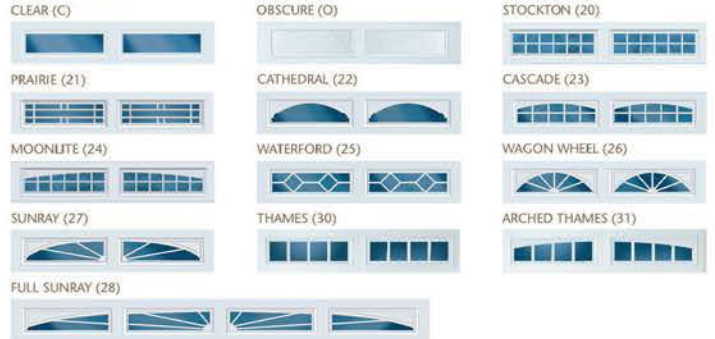 CLEAR (C)
OBSCURE (O)
STOCKTON (20)
PRAIRIE (21)
CATHEDRAL (22)
CASCADE (23)
MOONLITE (24)
WATERFORD (25)
WAGON WHEEL (26)
SUNRAY (27)
THAMES (30)
ARCHED THAMES (31)
FULL SUNRAY (28)